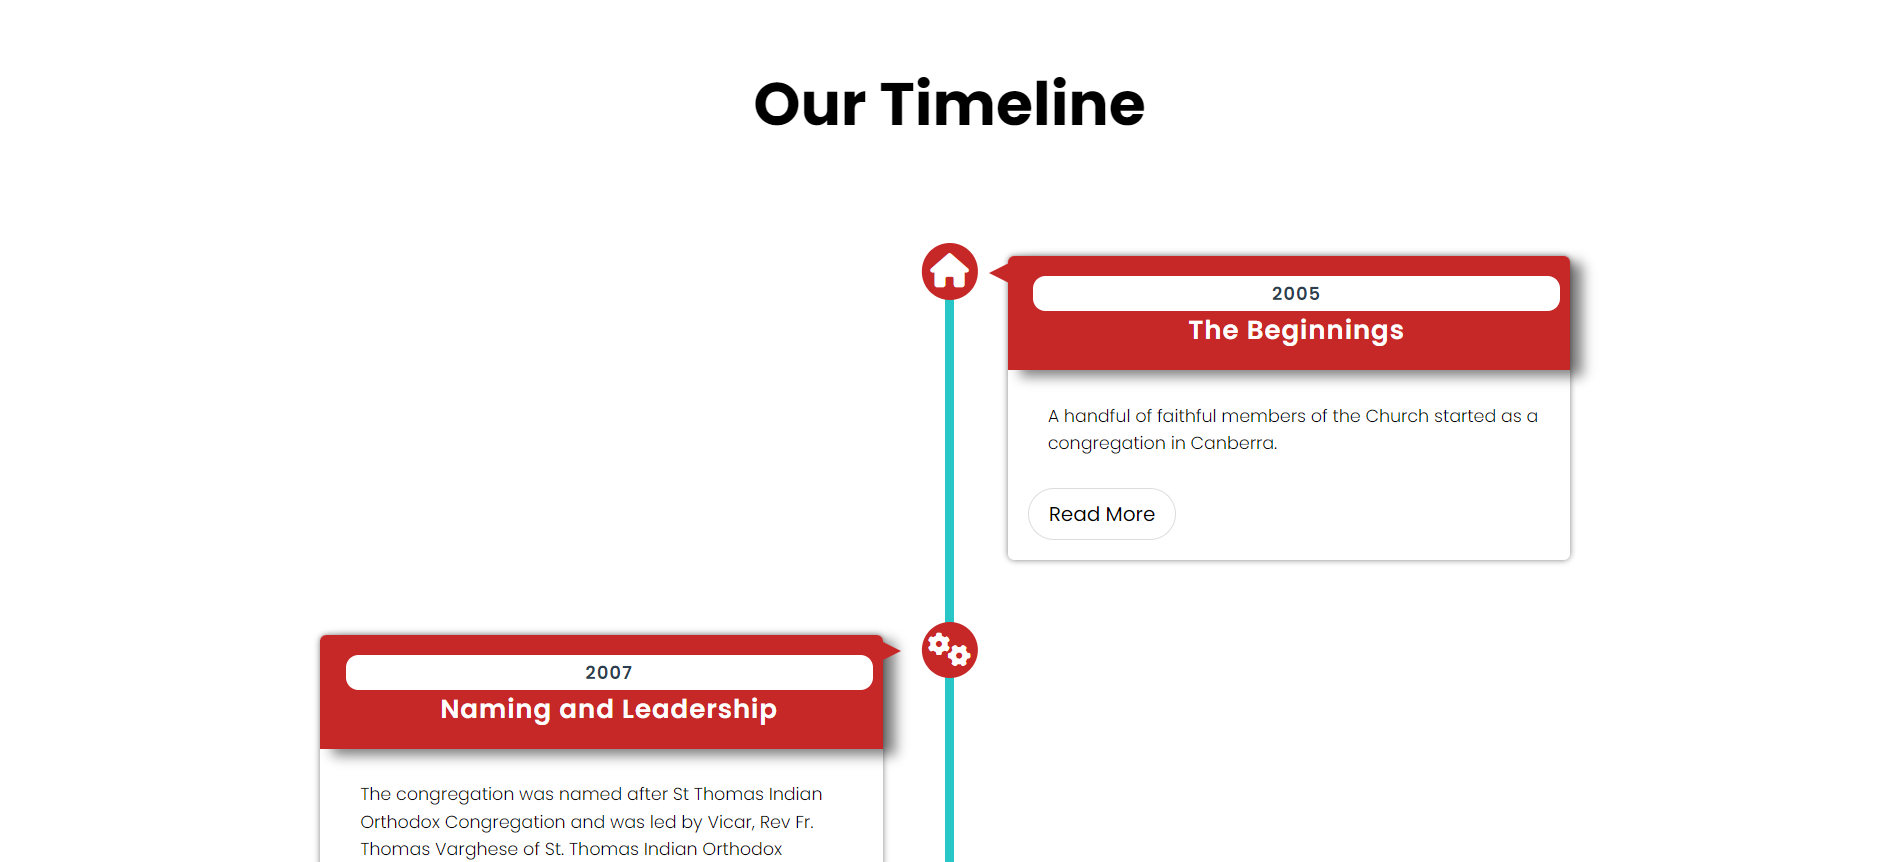 Our Timeline
2005
The Beginnings
A handful of faithful members of the Church started as a
congregation in Canberra.
Read More
2007
Naming and Leadership
The congregation was named after St Thomas Indian
Orthodox Congregation and was led by Vicar, Rev Fr.
Thomas Varghese of St. Thomas Indian Orthodox